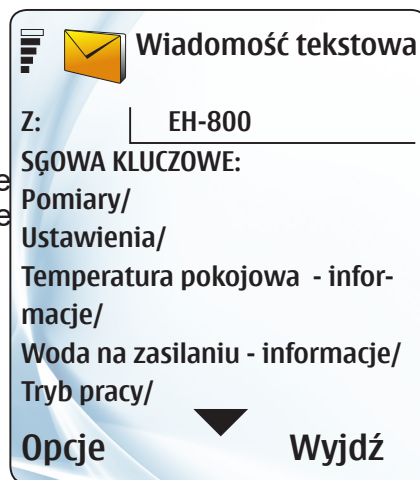 Wiadomość tekstowa
Z: EH-800
SĢOWA KLUCZOWE:
Pomiary/
Ustawienia/
Temperatura pokojowa - infor-
macje/
Woda na zasilaniu - informacje/
Tryb pracy/
Opcje Wyjdź
e
e